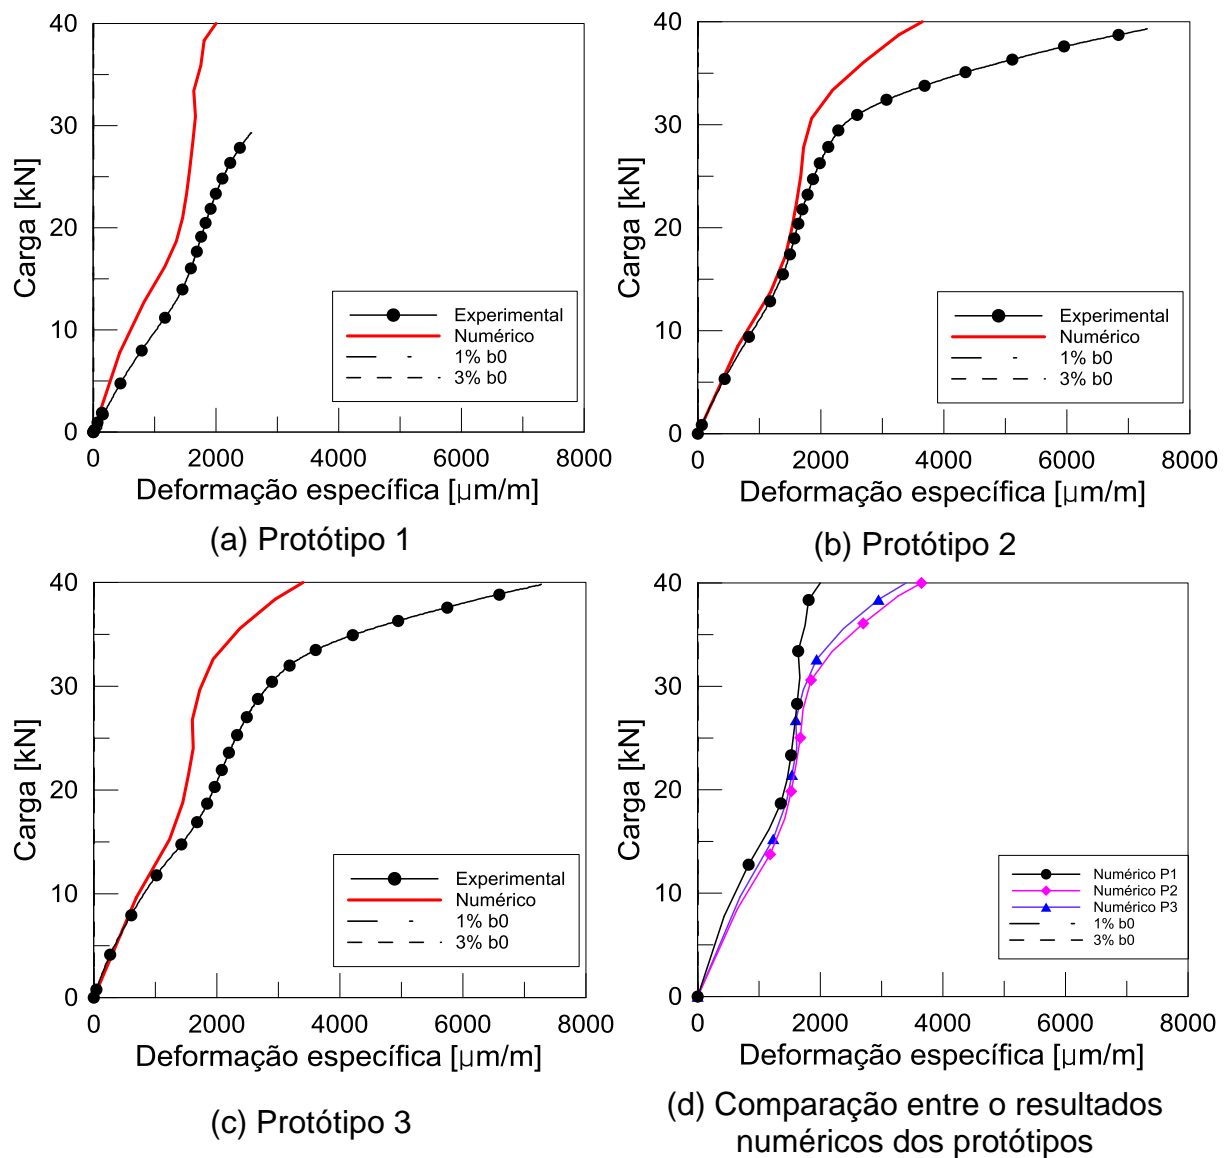 40
30
20
10
0
Carga [kN]
Experimental
Numérico
1% b0
3% b0
0
2000
4000
6000
8000
Deformação específica [μm/m]
(a) Protótipo 1
40
30
20
10
0
Carga [kN]
Experimental
Numérico
1% b0
3% b0
0
2000
4000
6000
8000
Deformação específica [μm/m]
(b) Protótipo 2
40
30
20
10
0
Carga [kN]
Experimental
Numérico
1% b0
3% b0
0
2000
4000
6000
8000
Deformação específica [μm/m]
(c) Protótipo 3
40
30
20
10
0
Carga [kN]
Numérico P1
Numérico P2
Numérico P3
1% b0
3% b0
0
2000
4000
6000
8000
Deformação específica [μm/m]
(d) Comparação entre o resultados
numéricos dos protótipos